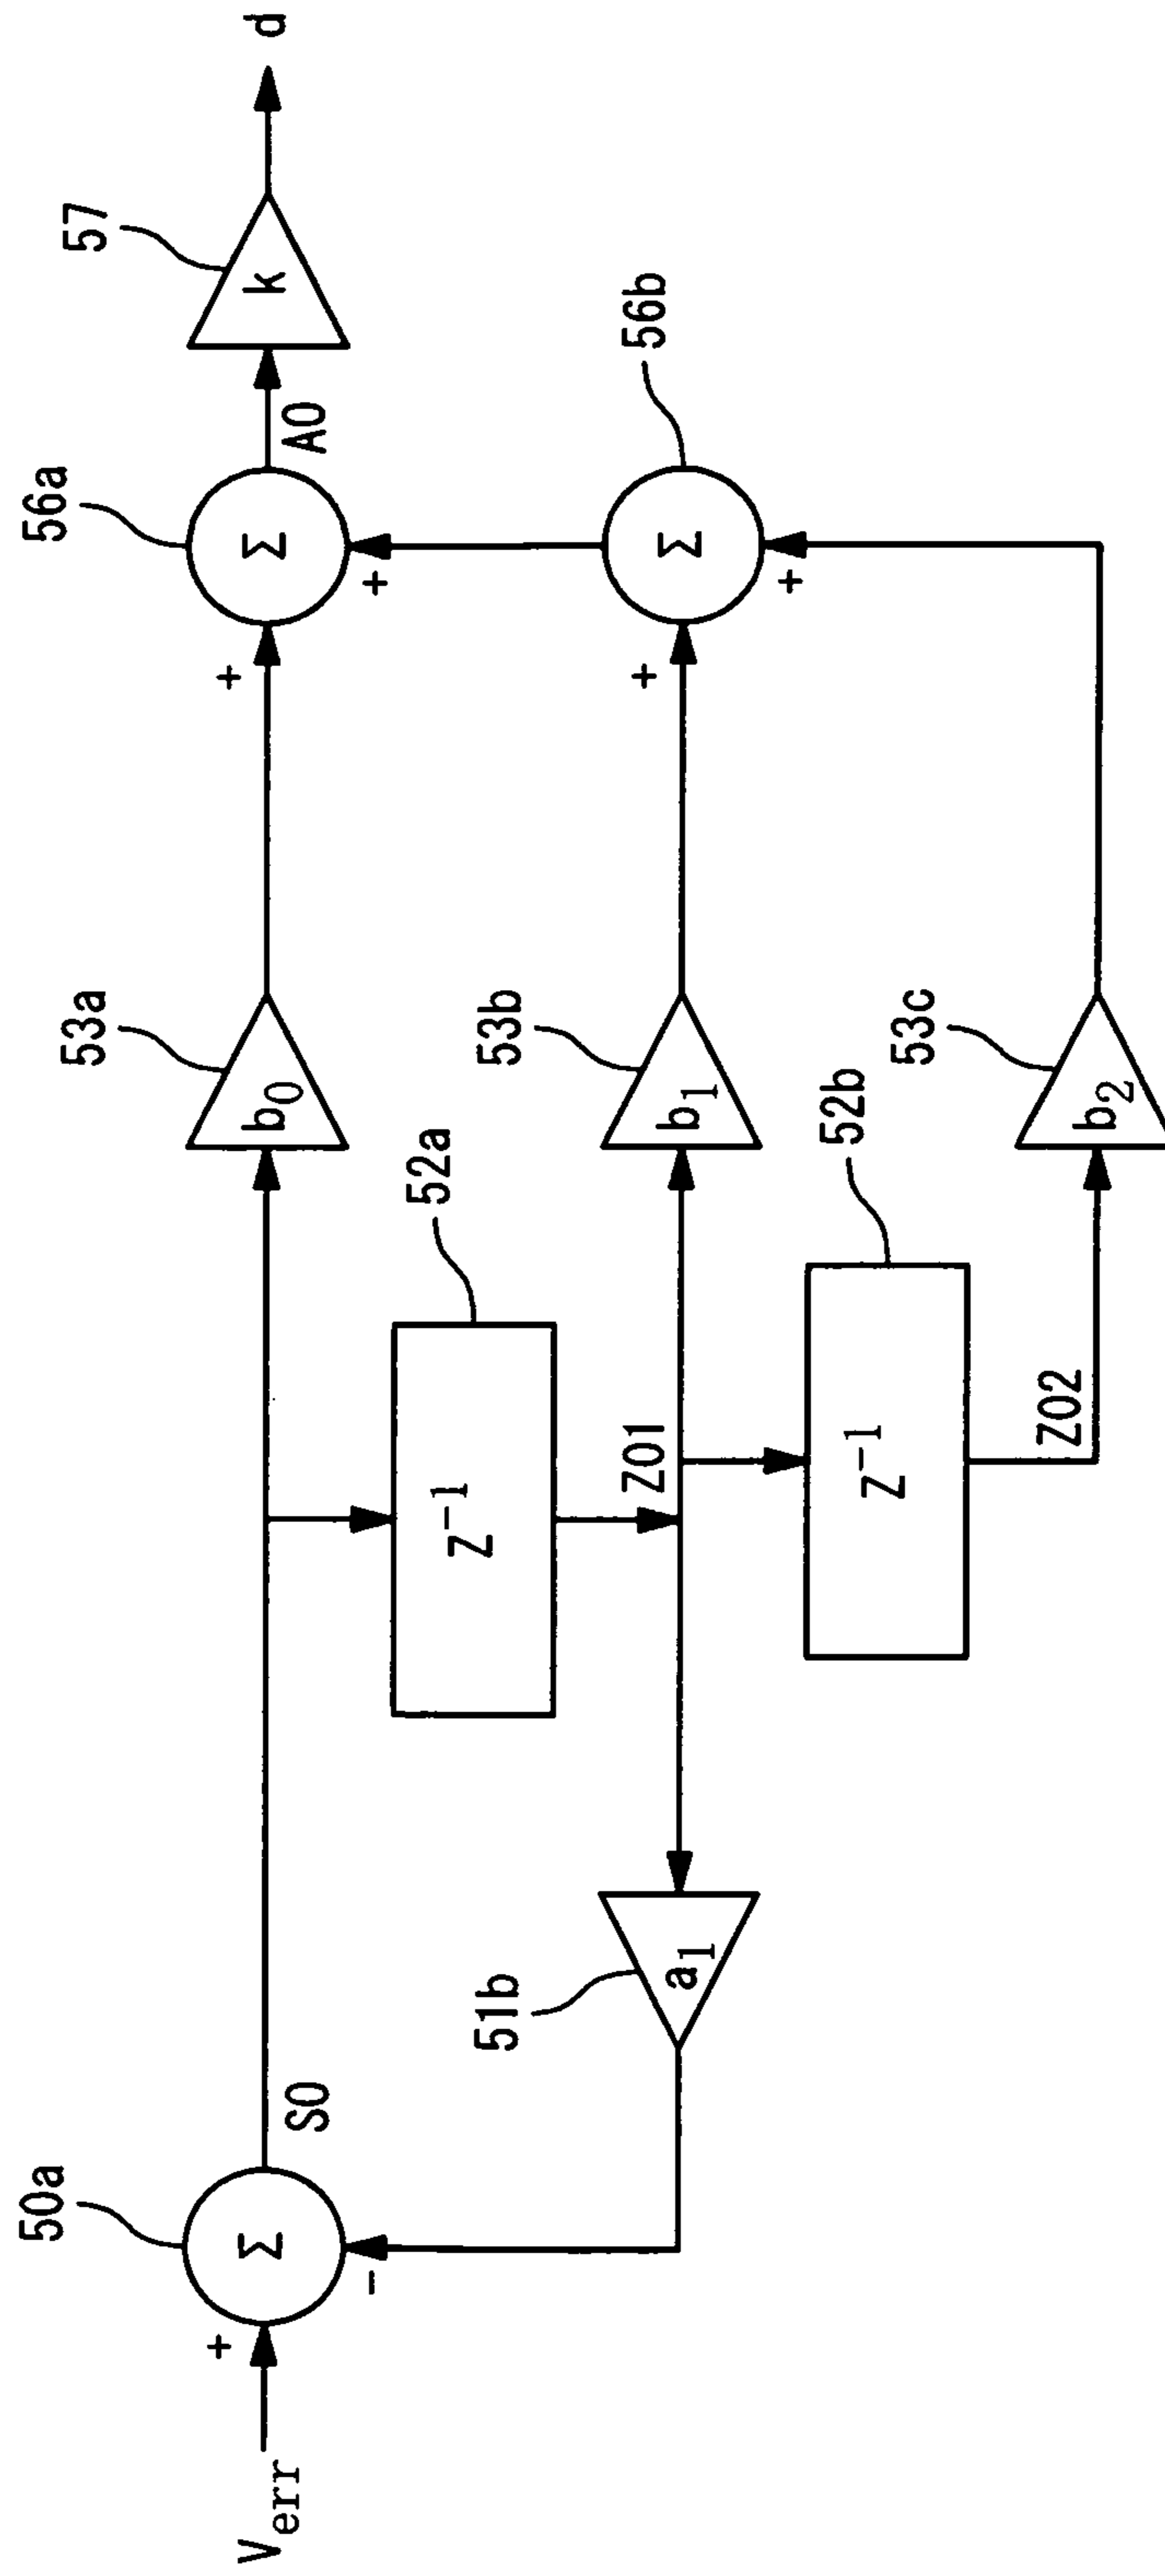 50a
53a
56a
57
Verr
+
Σ
-
S0
b0
+
Σ
+
A0
k
d
52a
Z-1
51b
a1
Z01
53b
b1
+
Σ
+
56b
52b
Z-1
Z02
53c
b2